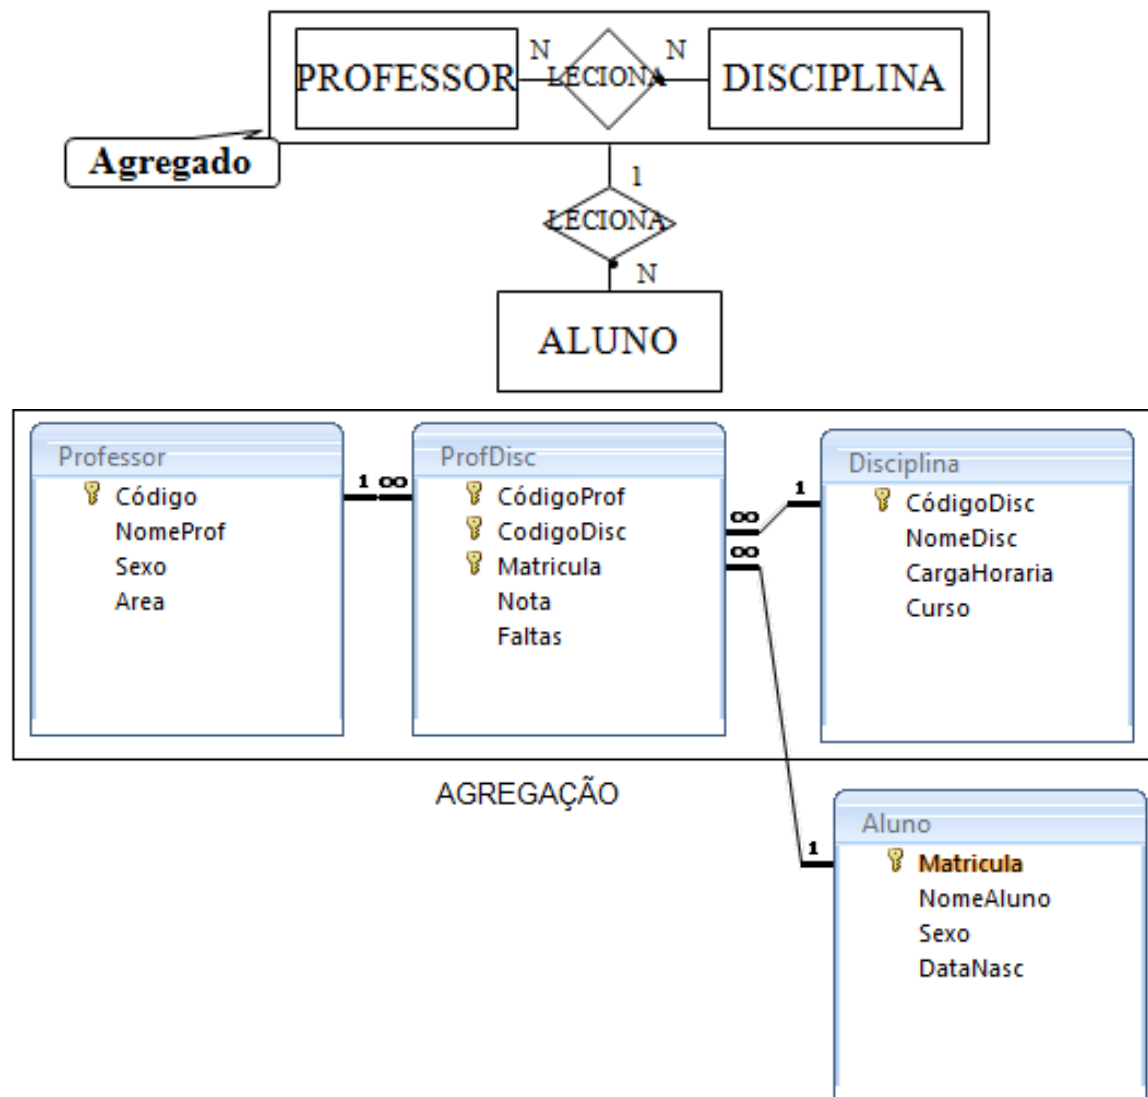 N N
PROFESSOR LECIONA DISCIPLINA
Agregado
1
LECIONA
N
ALUNO
Professor
Código
NomeProf
Sexo
Area
1 ∞
ProfDisc
CódigoProf
CodigoDisc
Matricula
Nota
Faltas
∞ 1
∞
Disciplina
CódigoDisc
NomeDisc
CargaHoraria
Curso
AGREGAÇÃO
1
Aluno
Matricula
NomeAluno
Sexo
DataNasc